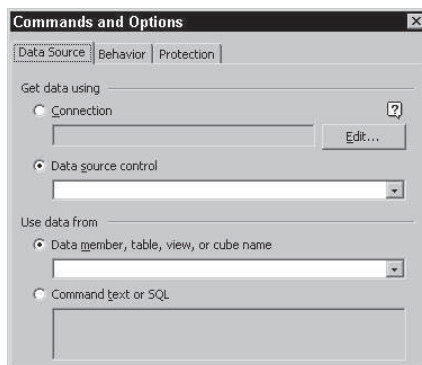 Commands and Options
Data Source Behavior Protection
Get data using
Connection
Edit...
Data source control
Use data from
Data member, table, view, or cube name
Command text or SQL